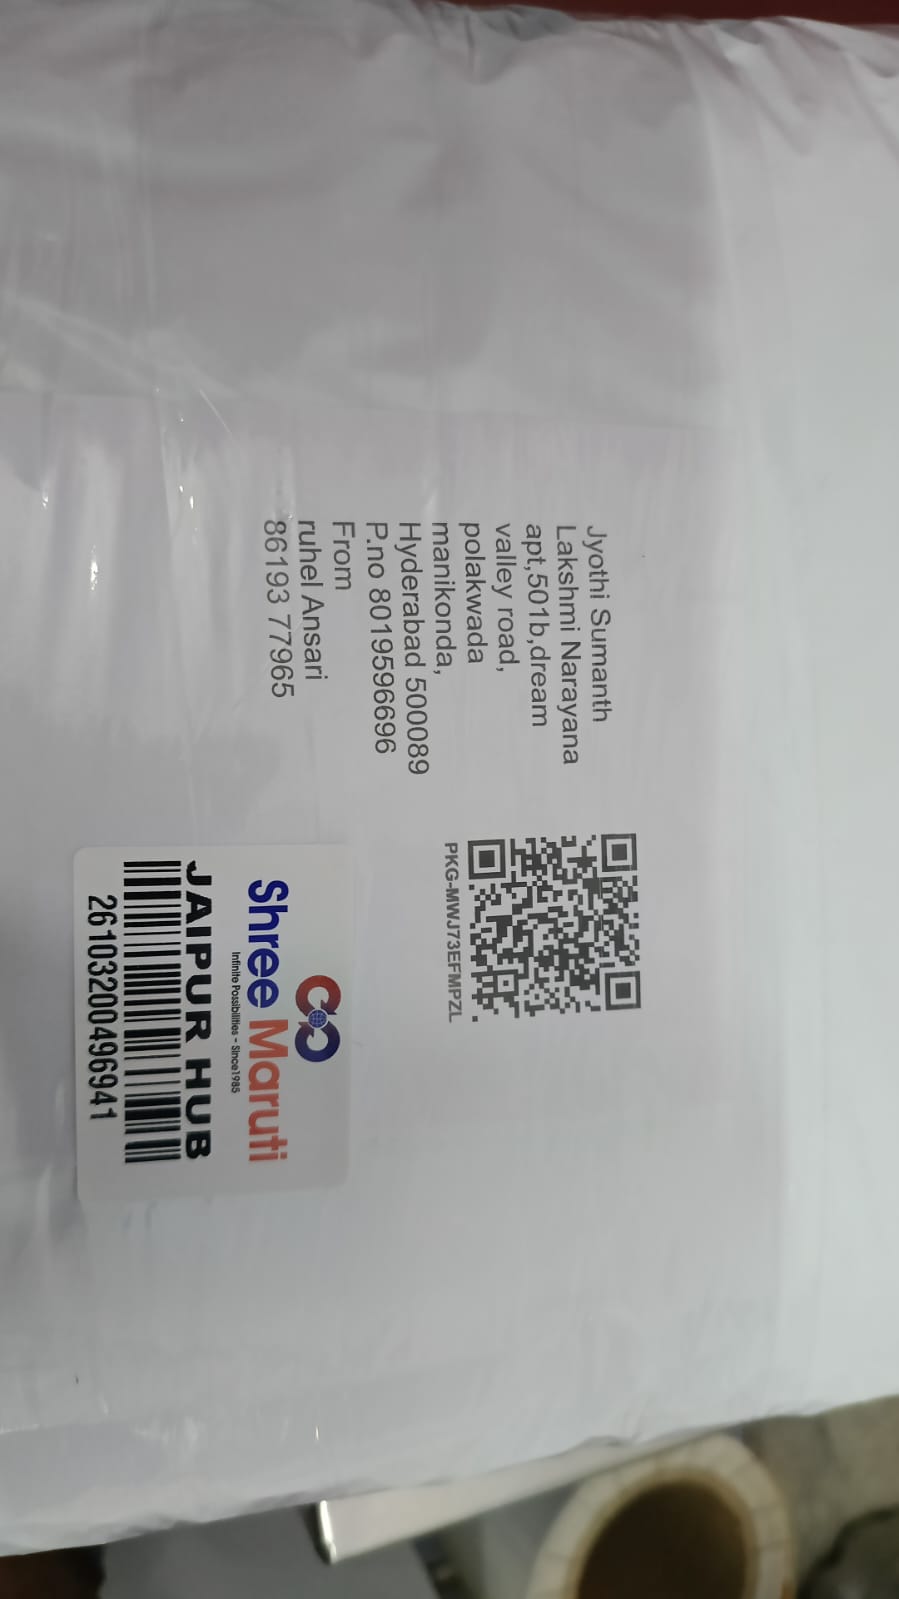 Jyothi Sumanth
Lakshmi Narayana
apt,501b,dream
valley road,
polakwada
manikonda,
Hyderabad 500089
P.no 8019596696
From
ruhel Ansari
86193 77965
PKG-MWJ73EFMPZL
Shree Maruti
Infinite Possibilities - Since1985
JAIPUR HUB
26103200496941